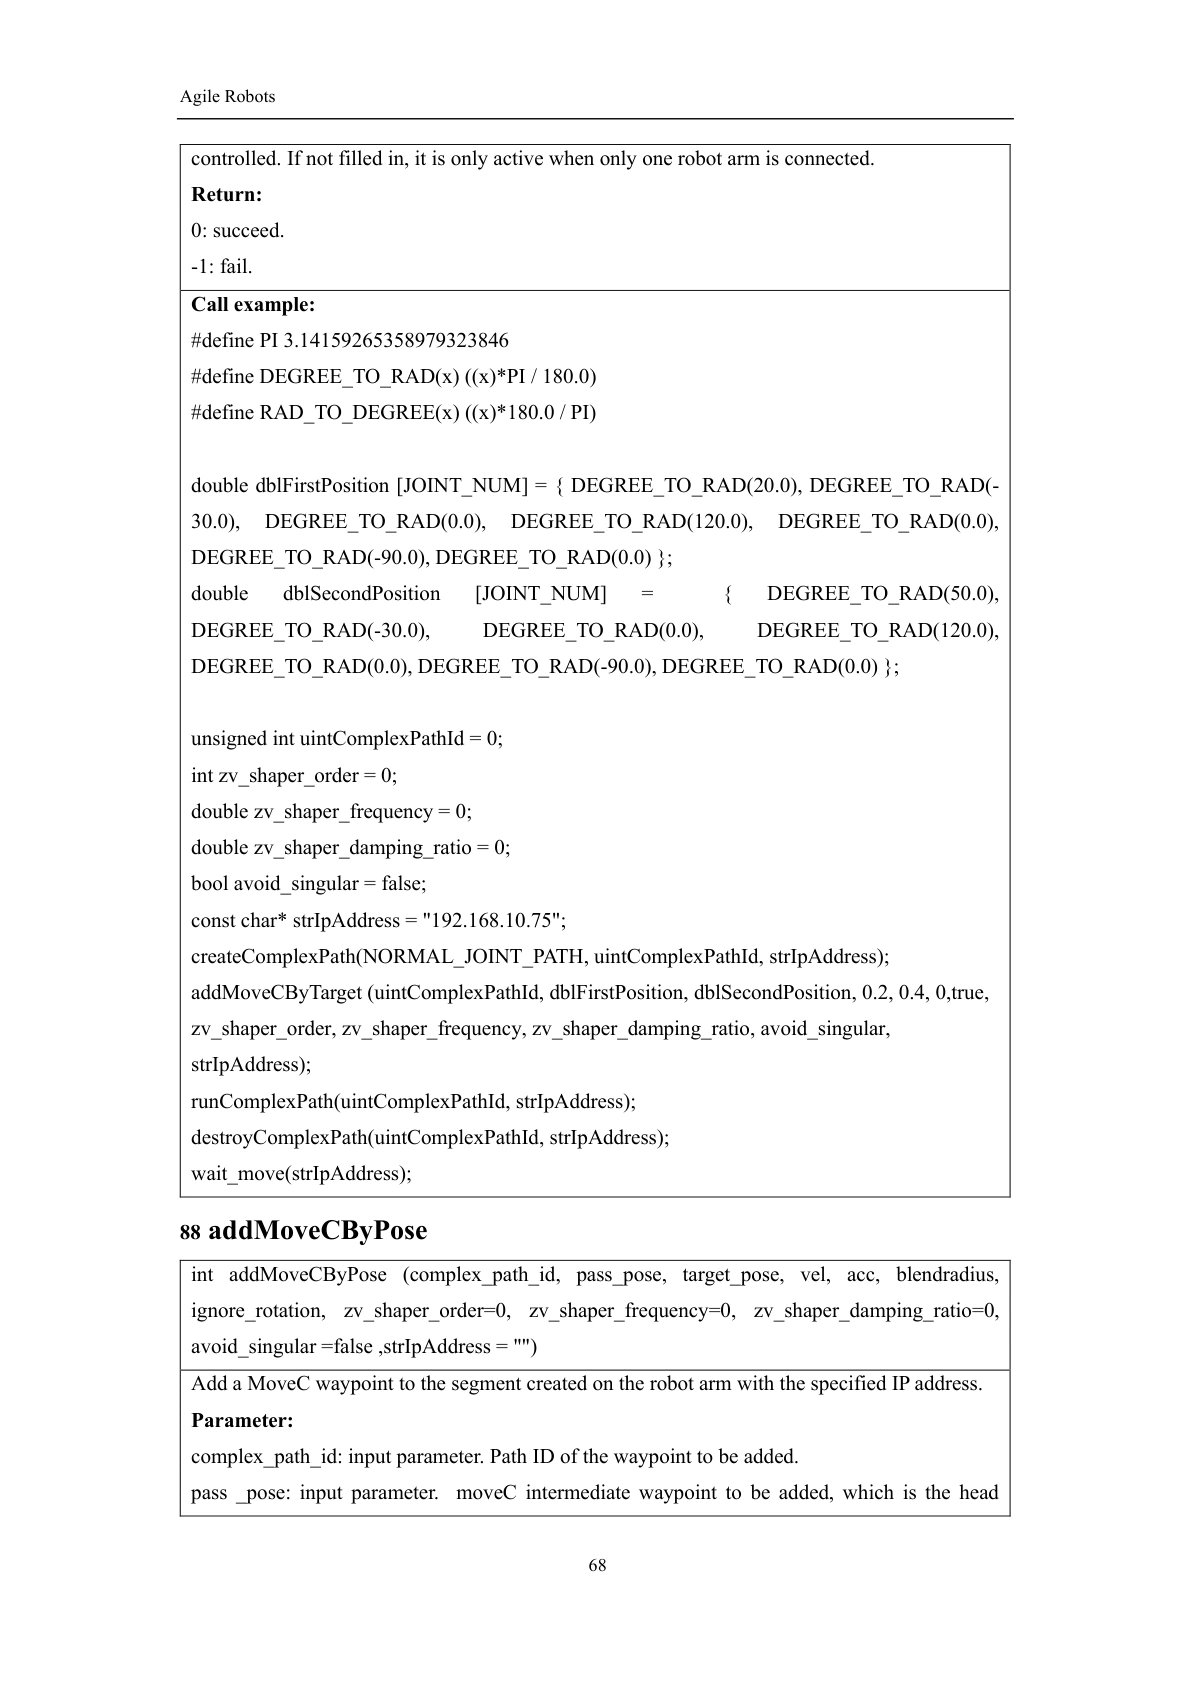 Agile Robots
controlled. If not filled in, it is only active when only one robot arm is connected.
Return:
0: succeed.
-1: fail.
Call example:
#define PI 3.14159265358979323846
#define DEGREE_TO_RAD(x) ((x)*PI / 180.0)
#define RAD_TO_DEGREE(x) ((x)*180.0 / PI)
double dblFirstPosition [JOINT_NUM] = { DEGREE_TO_RAD(20.0), DEGREE_TO_RAD(-
30.0), DEGREE_TO_RAD(0.0), DEGREE_TO_RAD(120.0), DEGREE_TO_RAD(0.0),
DEGREE_TO_RAD(-90.0), DEGREE_TO_RAD(0.0) };
double dblSecondPosition [JOINT_NUM] = { DEGREE_TO_RAD(50.0),
DEGREE_TO_RAD(-30.0), DEGREE_TO_RAD(0.0), DEGREE_TO_RAD(120.0),
DEGREE_TO_RAD(0.0), DEGREE_TO_RAD(-90.0), DEGREE_TO_RAD(0.0) };
unsigned int uintComplexPathId = 0;
int zv_shaper_order = 0;
double zv_shaper_frequency = 0;
double zv_shaper_damping_ratio = 0;
bool avoid_singular = false;
const char* strIpAddress = "192.168.10.75";
createComplexPath(NORMAL_JOINT_PATH, uintComplexPathId, strIpAddress);
addMoveCByTarget (uintComplexPathId, dblFirstPosition, dblSecondPosition, 0.2, 0.4, 0,true,
zv_shaper_order, zv_shaper_frequency, zv_shaper_damping_ratio, avoid_singular,
strIpAddress);
runComplexPath(uintComplexPathId, strIpAddress);
destroyComplexPath(uintComplexPathId, strIpAddress);
wait_move(strIpAddress);
88 addMoveCByPose
int addMoveCByPose (complex_path_id, pass_pose, target_pose, vel, acc, blendradius,
ignore_rotation, zv_shaper_order=0, zv_shaper_frequency=0, zv_shaper_damping_ratio=0,
avoid_singular =false ,strIpAddress = "")
Add a MoveC waypoint to the segment created on the robot arm with the specified IP address.
Parameter:
complex_path_id: input parameter. Path ID of the waypoint to be added.
pass _pose: input parameter. moveC intermediate waypoint to be added, which is the head
68